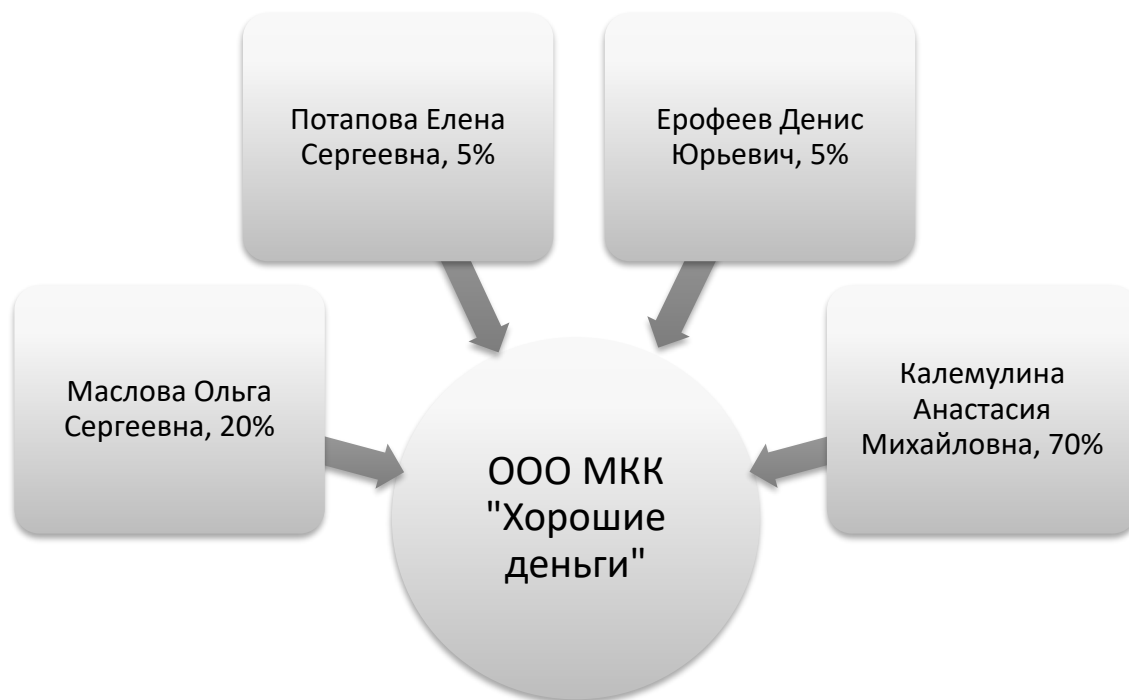 Потапова Елена
Сергеевна, 5%
Ерофеев Денис
Юрьевич, 5%
Маслова Ольга
Сергеевна, 20%
Калемулина
Анастасия
Михайловна, 70%
ООО МКК
"Хорошие
деньги"